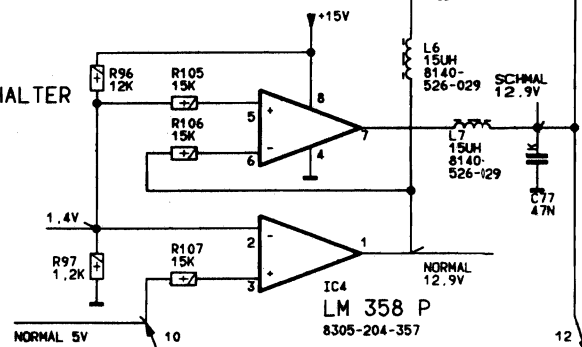 +15V
L6
15UH
8140-
526-029
R96
12K
R105
15K
SCHMAL
12.9V
HALTER
8
5
+
7
R106
15K
L7
15UH
8140-
526-029
-
6
4
K
C77
47N
1,4V
R97
1,2K
2
-
1
R107
15K
+
3
NORMAL
12.9V
IC4
LM 358 P
8305-204-357
NORMAL 5V
10
12